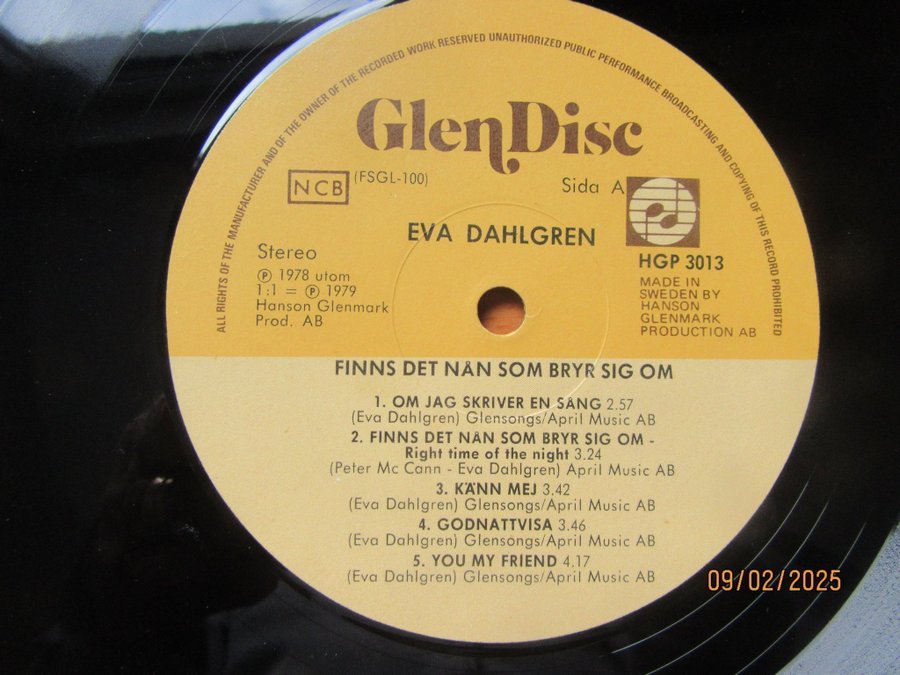 ALL RIGHTS OF THE MANUFACTURER AND OF THE OWNER OF THE RECORDED WORK RESERVED UNAUTHORIZED PUBLIC PERFORMANCE BROADCASTING AND COPYING OF THIS RECORD PROHIBITED
GlenDisc
NCB (FSGL-100)
Sida A
EVA DAHLGREN
Stereo
Ⓟ 1978 utom
1:1 = Ⓟ 1979
Hanson Glenmark
Prod. AB
HGP 3013
MADE IN
SWEDEN BY
HANSON
GLENMARK
PRODUCTION AB
FINNS DET NÅN SOM BRYR SIG OM
1. OM JAG SKRIVER EN SÅNG 2.57
(Eva Dahlgren) Glensongs/April Music AB
2. FINNS DET NÅN SOM BRYR SIG OM -
Right time of the night 3.24
(Peter Mc Cann - Eva Dahlgren) April Music AB
3. KÄNN MEJ 3.42
(Eva Dahlgren) Glensongs/April Music AB
4. GODNATTVISA 3.46
(Eva Dahlgren) Glensongs/April Music AB
5. YOU MY FRIEND 4.17
(Eva Dahlgren) Glensongs/April Music AB
09/02/2025